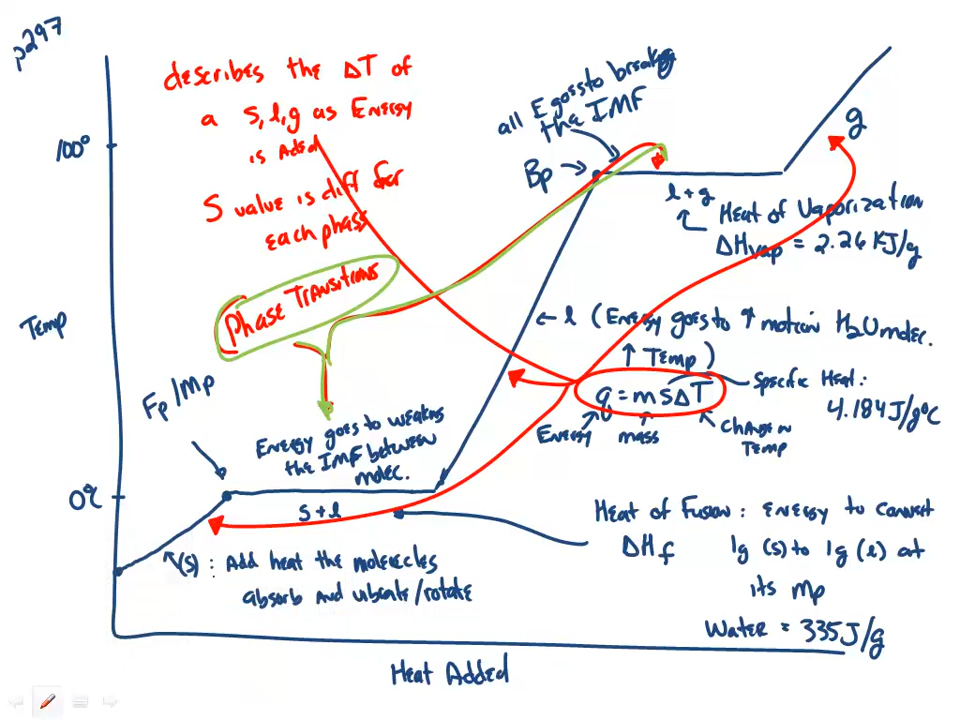 p297
describes the ΔT of
a s,l,g as Energy
is Added
S value is diff for
each phase
Phase Transitions
all E goes to breaking
the IMF
100°
Bp
g
l + g
Heat of Vaporization
ΔHvap = 2.26 KJ/g
Temp
l (Energy goes to ↑ motion H2O molec.
↑ Temp)
q = m s ΔT
Specific Heat:
4.184 J/g°C
Energy
mass
Change in
Temp
Fp/Mp
Energy goes to weaking
the IMF between
molec.
0°C
s + l
Heat of Fusion: energy to convert
ΔHf 1g (s) to 1g (l) at
its mp
Water = 335 J/g
(s): Add heat the molecules
absorb and vibrate/rotate
Heat Added